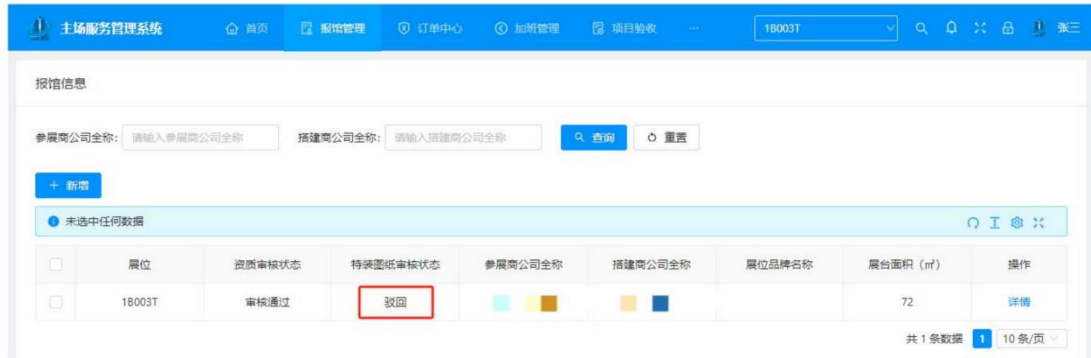 主场服务管理系统 首页 报馆管理 订单中心 加班管理 项目验收 ... 1B003T 张三
报馆信息
参展商公司全称: 请输入参展商公司全称 搭建商公司全称: 请输入搭建商公司全称 查询 重置
+ 新增
未选中任何数据
展位 资质审核状态 特装图纸审核状态 参展商公司全称 搭建商公司全称 展位品牌名称 展台面积（㎡） 操作
1B003T 审核通过 驳回 72 详情
共 1 条数据 1 10 条/页